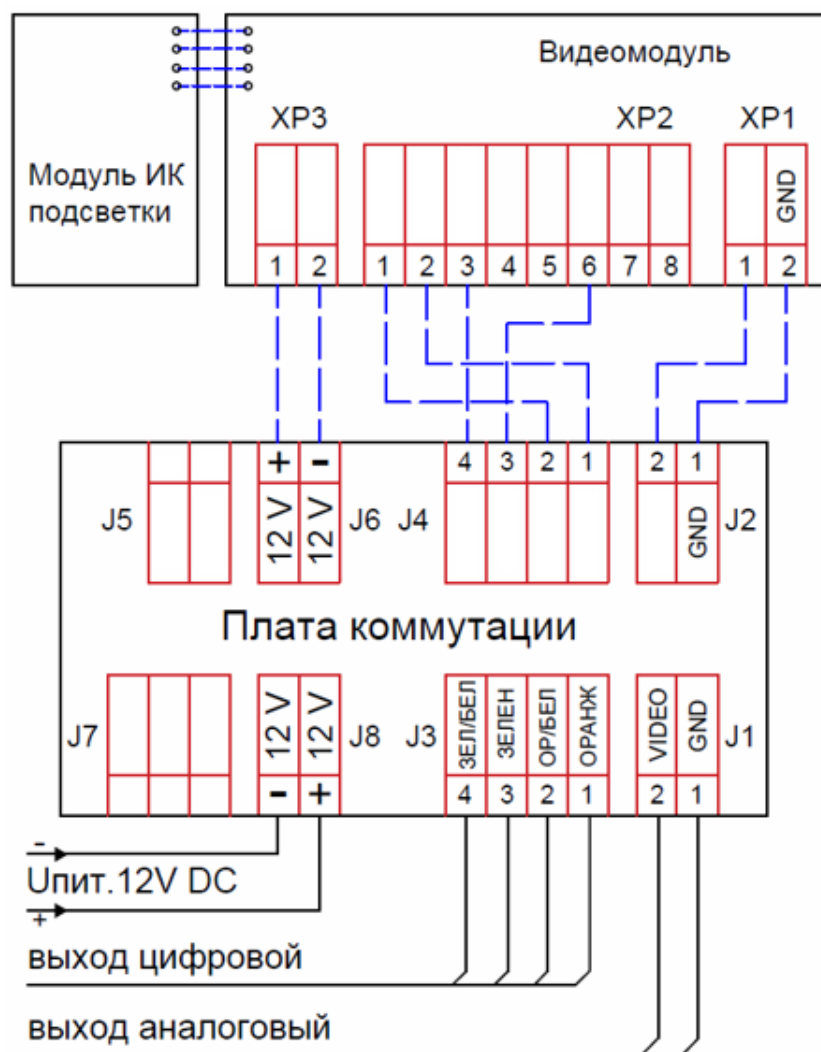 Видеомодуль
Модуль ИК
подсветки
XP3
XP2
XP1
GND
1 2
1 2 3 4 5 6 7 8
1 2
+ -
4 3 2 1
2 1
J5
12 V
12 V
J6
J4
GND
J2
Плата коммутации
J7
12 V
12 V
J8
J3
ЗЕЛ/БЕЛ
ЗЕЛЕН
ОР/БЕЛ
ОРАНЖ
VIDEO
GND
J1
- +
4 3 2 1
2 1
-
Uпит.12V DC
+
выход цифровой
выход аналоговый